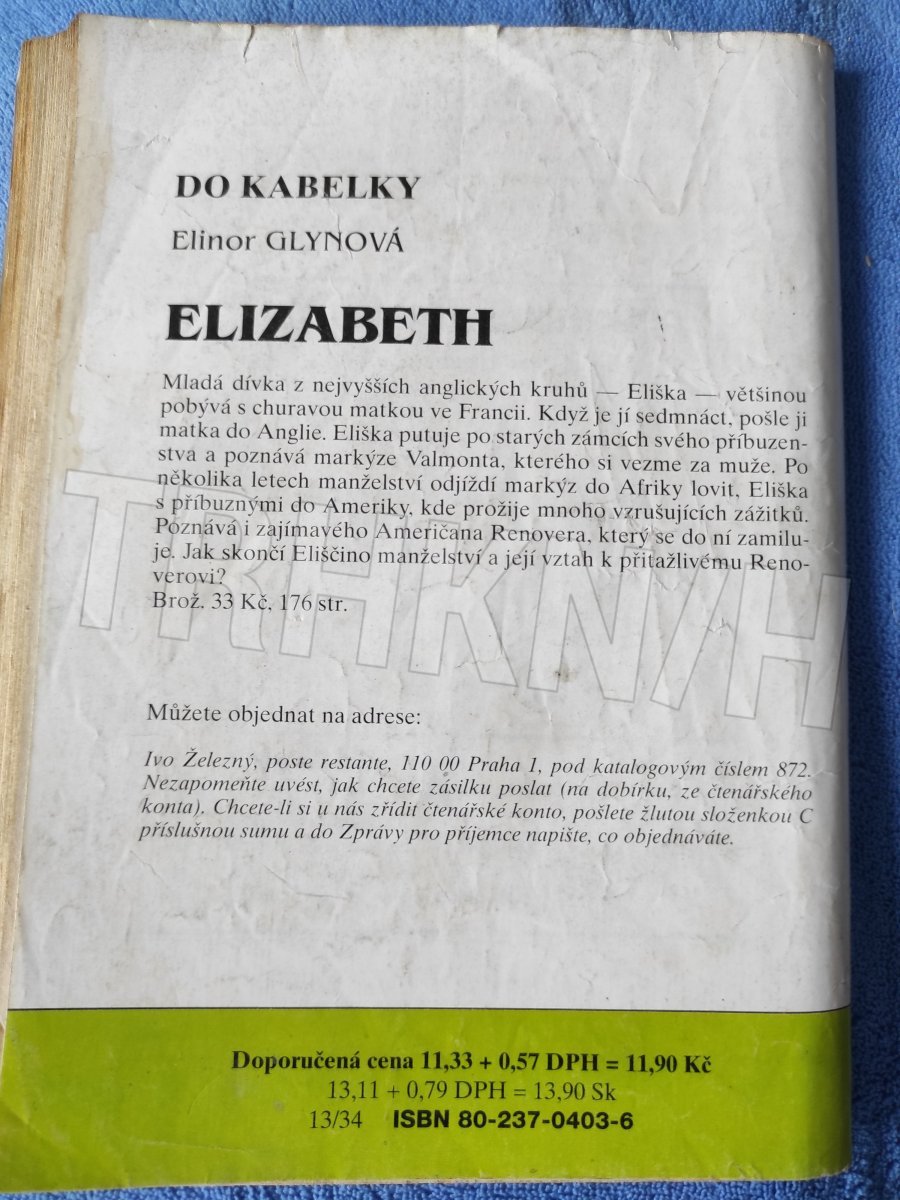 DO KABELKY
Elinor GLYNOVÁ
ELIZABETH
Mladá dívka z nejvyšších anglických kruhů — Eliška — většinou
pobývá s churavou matkou ve Francii. Když je jí sedmnáct, pošle ji
matka do Anglie. Eliška putuje po starých zámcích svého příbuzen-
stva a poznává markýze Valmonta, kterého si vezme za muže. Po
několika letech manželství odjíždí markýz do Afriky lovit, Eliška
s příbuznými do Ameriky, kde prožije mnoho vzrušujících zážitků.
Poznává i zajímavého Američana Renovera, který se do ní zamilu-
je. Jak skončí Eliščino manželství a její vztah k přitažlivému Reno-
verovi?
Brož. 33 Kč, 176 str.
TRHKNIH
Můžete objednat na adrese:
Ivo Železný, poste restante, 110 00 Praha 1, pod katalogovým číslem 872.
Nezapomeňte uvést, jak chcete zásilku poslat (na dobírku, ze čtenářského
konta). Chcete-li si u nás zřídit čtenářské konto, pošlete žlutou složenkou C
příslušnou sumu a do Zprávy pro příjemce napište, co objednáváte.
Doporučená cena 11,33 + 0,57 DPH = 11,90 Kč
13,11 + 0,79 DPH = 13,90 Sk
13/34 ISBN 80-237-0403-6